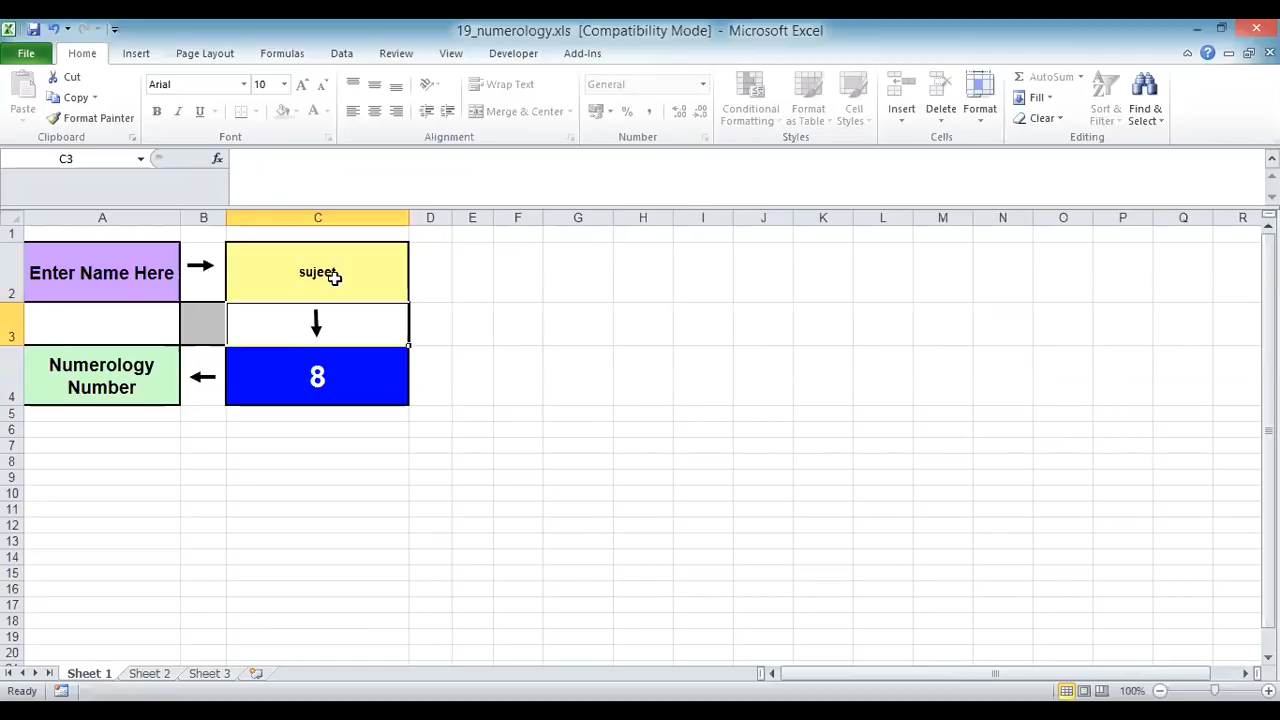 19_numerology.xls [Compatibility Mode] - Microsoft Excel
File Home Insert Page Layout Formulas Data Review View Developer Add-Ins
Paste
Cut
Copy
Format Painter
Clipboard
Arial 10
B I U
Font
Wrap Text
Merge & Center
Alignment
General
%
Number
Conditional Formatting
Format as Table
Cell Styles
Styles
Insert
Delete
Format
Cells
AutoSum
Fill
Clear
Sort & Filter
Find & Select
Editing
C3 fx
A B C D E F G H I J K L M N O P Q R
1
2 Enter Name Here sujeet
3
4 Numerology Number 8
5
6
7
8
9
10
11
12
13
14
15
16
17
18
19
20
Sheet 1 Sheet 2 Sheet 3
Ready 100%